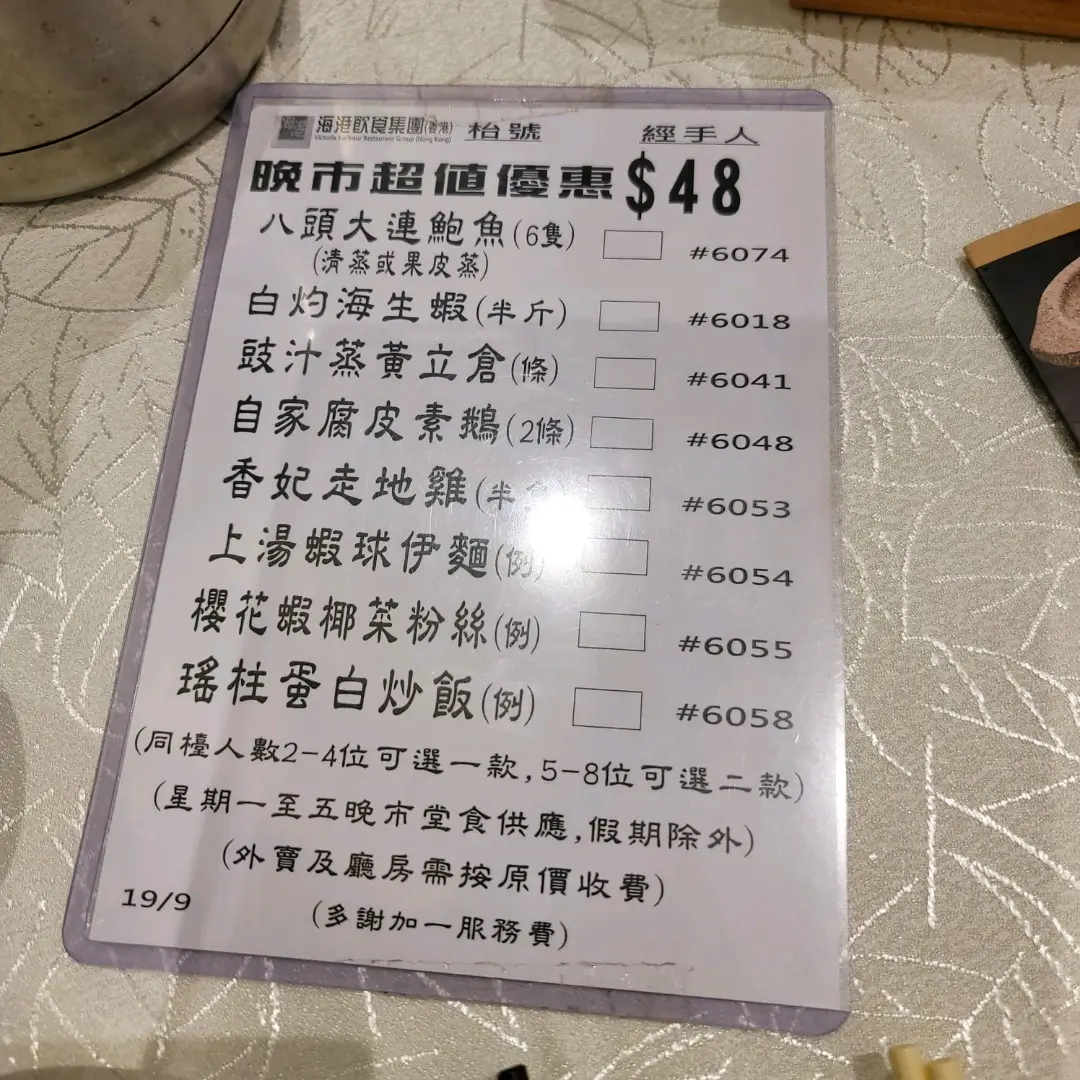 海港飲食集團(香港) 枱號 經手人
Victoria Harbour Restaurant Group (Hong Kong)
晚市超值優惠$48
八頭大連鮑魚(6隻) #6074
(清蒸或果皮蒸)
白灼海生蝦(半斤) #6018
豉汁蒸黃立倉(條) #6041
自家腐皮素鵝(2條) #6048
香妃走地雞(半 #6053
上湯蝦球伊麵(例) #6054
櫻花蝦椰菜粉絲(例) #6055
瑤柱蛋白炒飯(例) #6058
(同檯人數2-4位可選一款,5-8位可選二款)
(星期一至五晚市堂食供應,假期除外)
(外賣及廳房需按原價收費)
19/9 (多謝加一服務費)